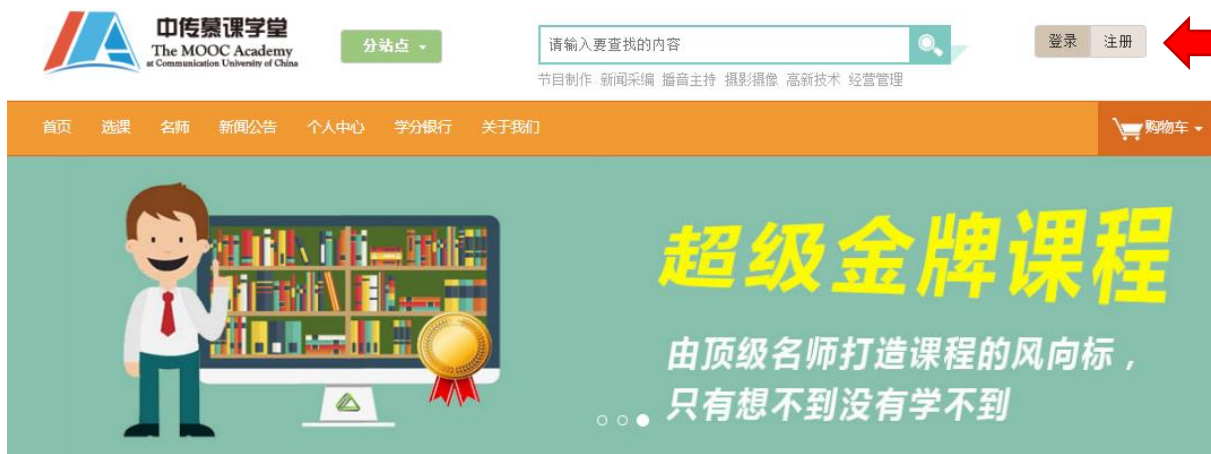 中传慕课学堂
The MOOC Academy
at Communication University of China
分站点
请输入要查找的内容
登录 注册
节目制作 新闻采编 播音主持 摄影摄像 高新技术 经营管理
首页 选课 名师 新闻公告 个人中心 学分银行 关于我们
购物车
超级金牌课程
由顶级名师打造课程的风向标，
只有想不到没有学不到